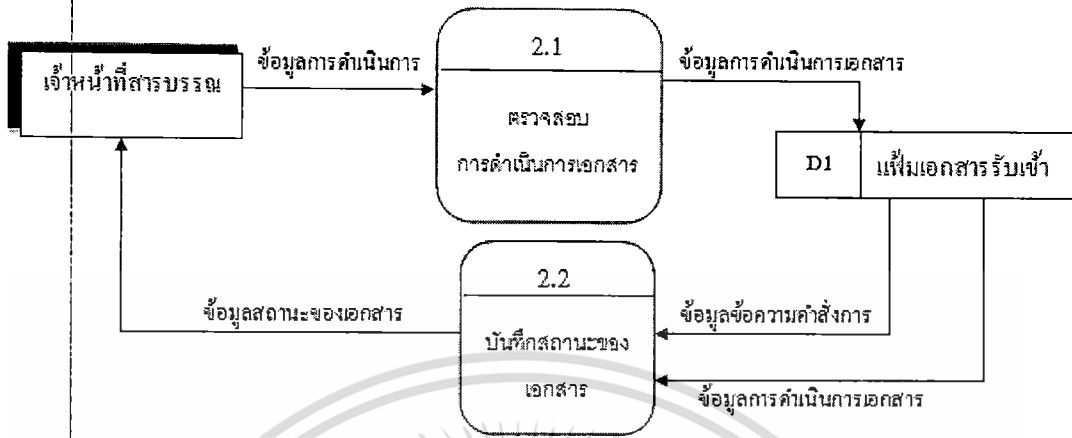 2.1
ข้อมูลการดำเนินการ
ข้อมูลการดำเนินการเอกสาร
เจ้าหน้าที่สารบรรณ
ตรวจสอบ
การดำเนินการเอกสาร
D1
แฟ้มเอกสารรับเข้า
2.2
ข้อมูลสถานะของเอกสาร
ข้อมูลข้อความคำสั่งการ
บันทึกสถานะของ
เอกสาร
ข้อมูลการดำเนินการเอกสาร